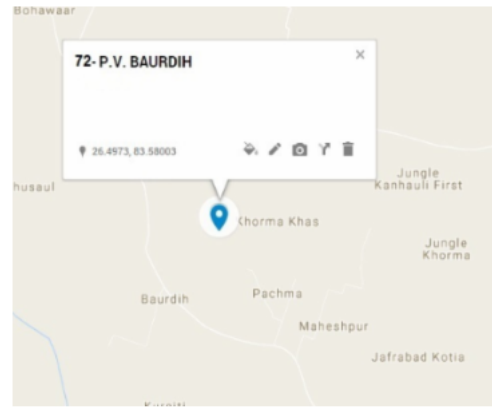 Bohawaar
72- P.V. BAURDIH
×
26.4973, 83.58003
Jungle
Kanhauli First
husaul
Khorma Khas
Jungle
Khorma
Baurdih
Pachma
Maheshpur
Jafrabad Kotia